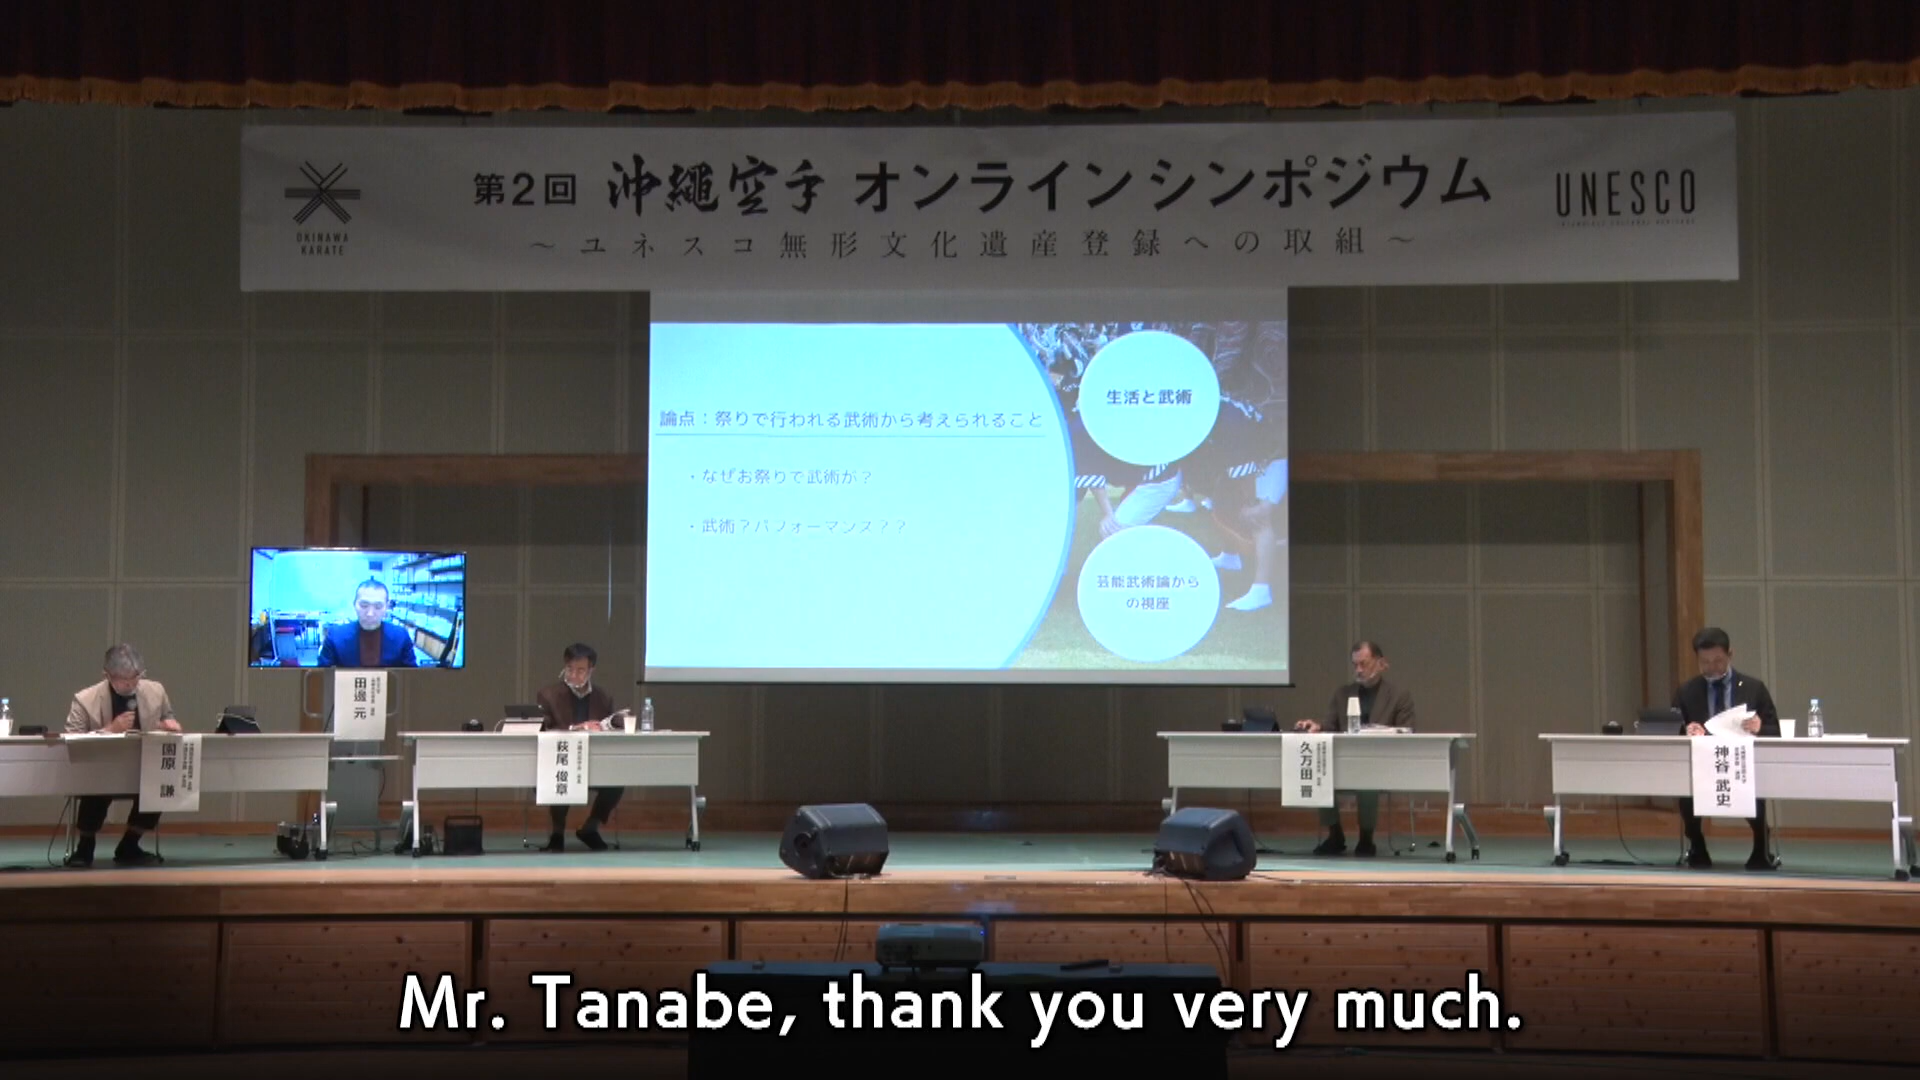 第2回 沖縄空手 オンラインシンポジウム
～ユネスコ無形文化遺産登録への取組～
OKINAWA
KARATE
UNESCO
論点：祭りで行われる武術から考えられること
・なぜお祭りで武術が？
・武術？パフォーマンス？？
生活と武術
芸能武術論から
の視座
園原 謙
田邉 元
萩尾 俊章
久万田 晋
神谷 武史
Mr. Tanabe, thank you very much.